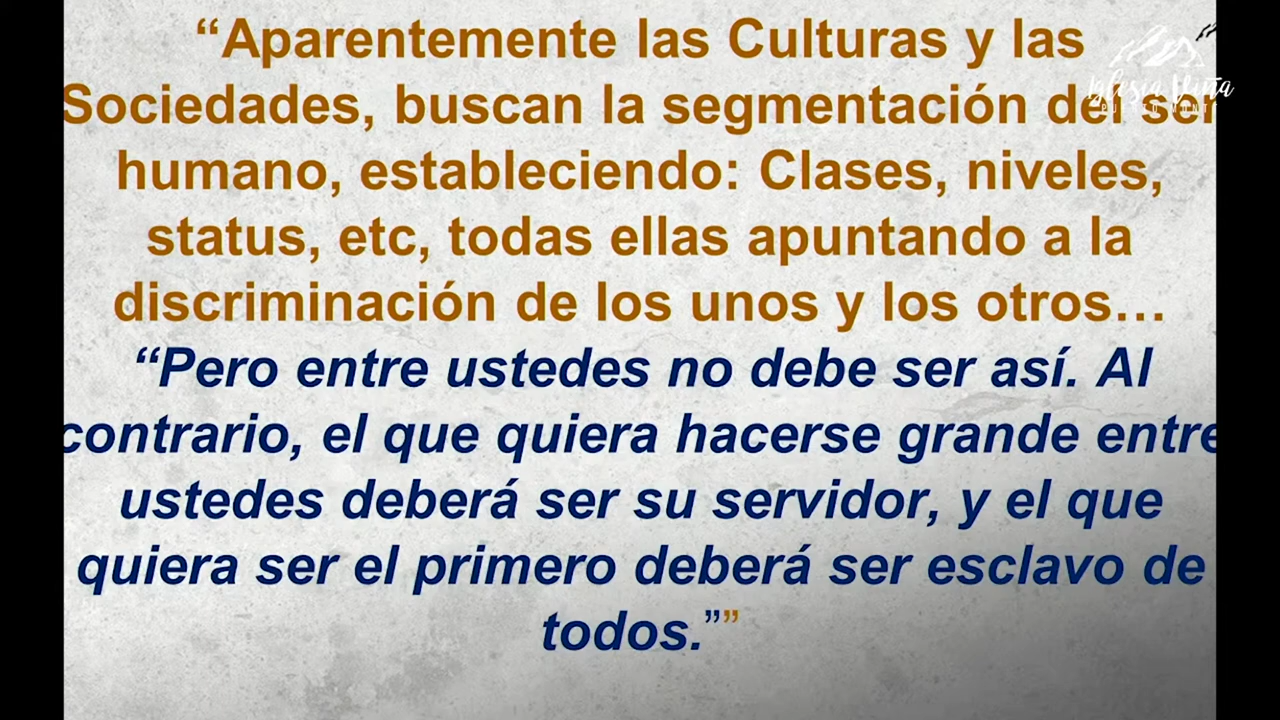 “Aparentemente las Culturas y las
Sociedades, buscan la segmentación del ser
humano, estableciendo: Clases, niveles,
status, etc, todas ellas apuntando a la
discriminación de los unos y los otros…
“Pero entre ustedes no debe ser así. Al
contrario, el que quiera hacerse grande entre
ustedes deberá ser su servidor, y el que
quiera ser el primero deberá ser esclavo de
todos.””
Iglesia Viña